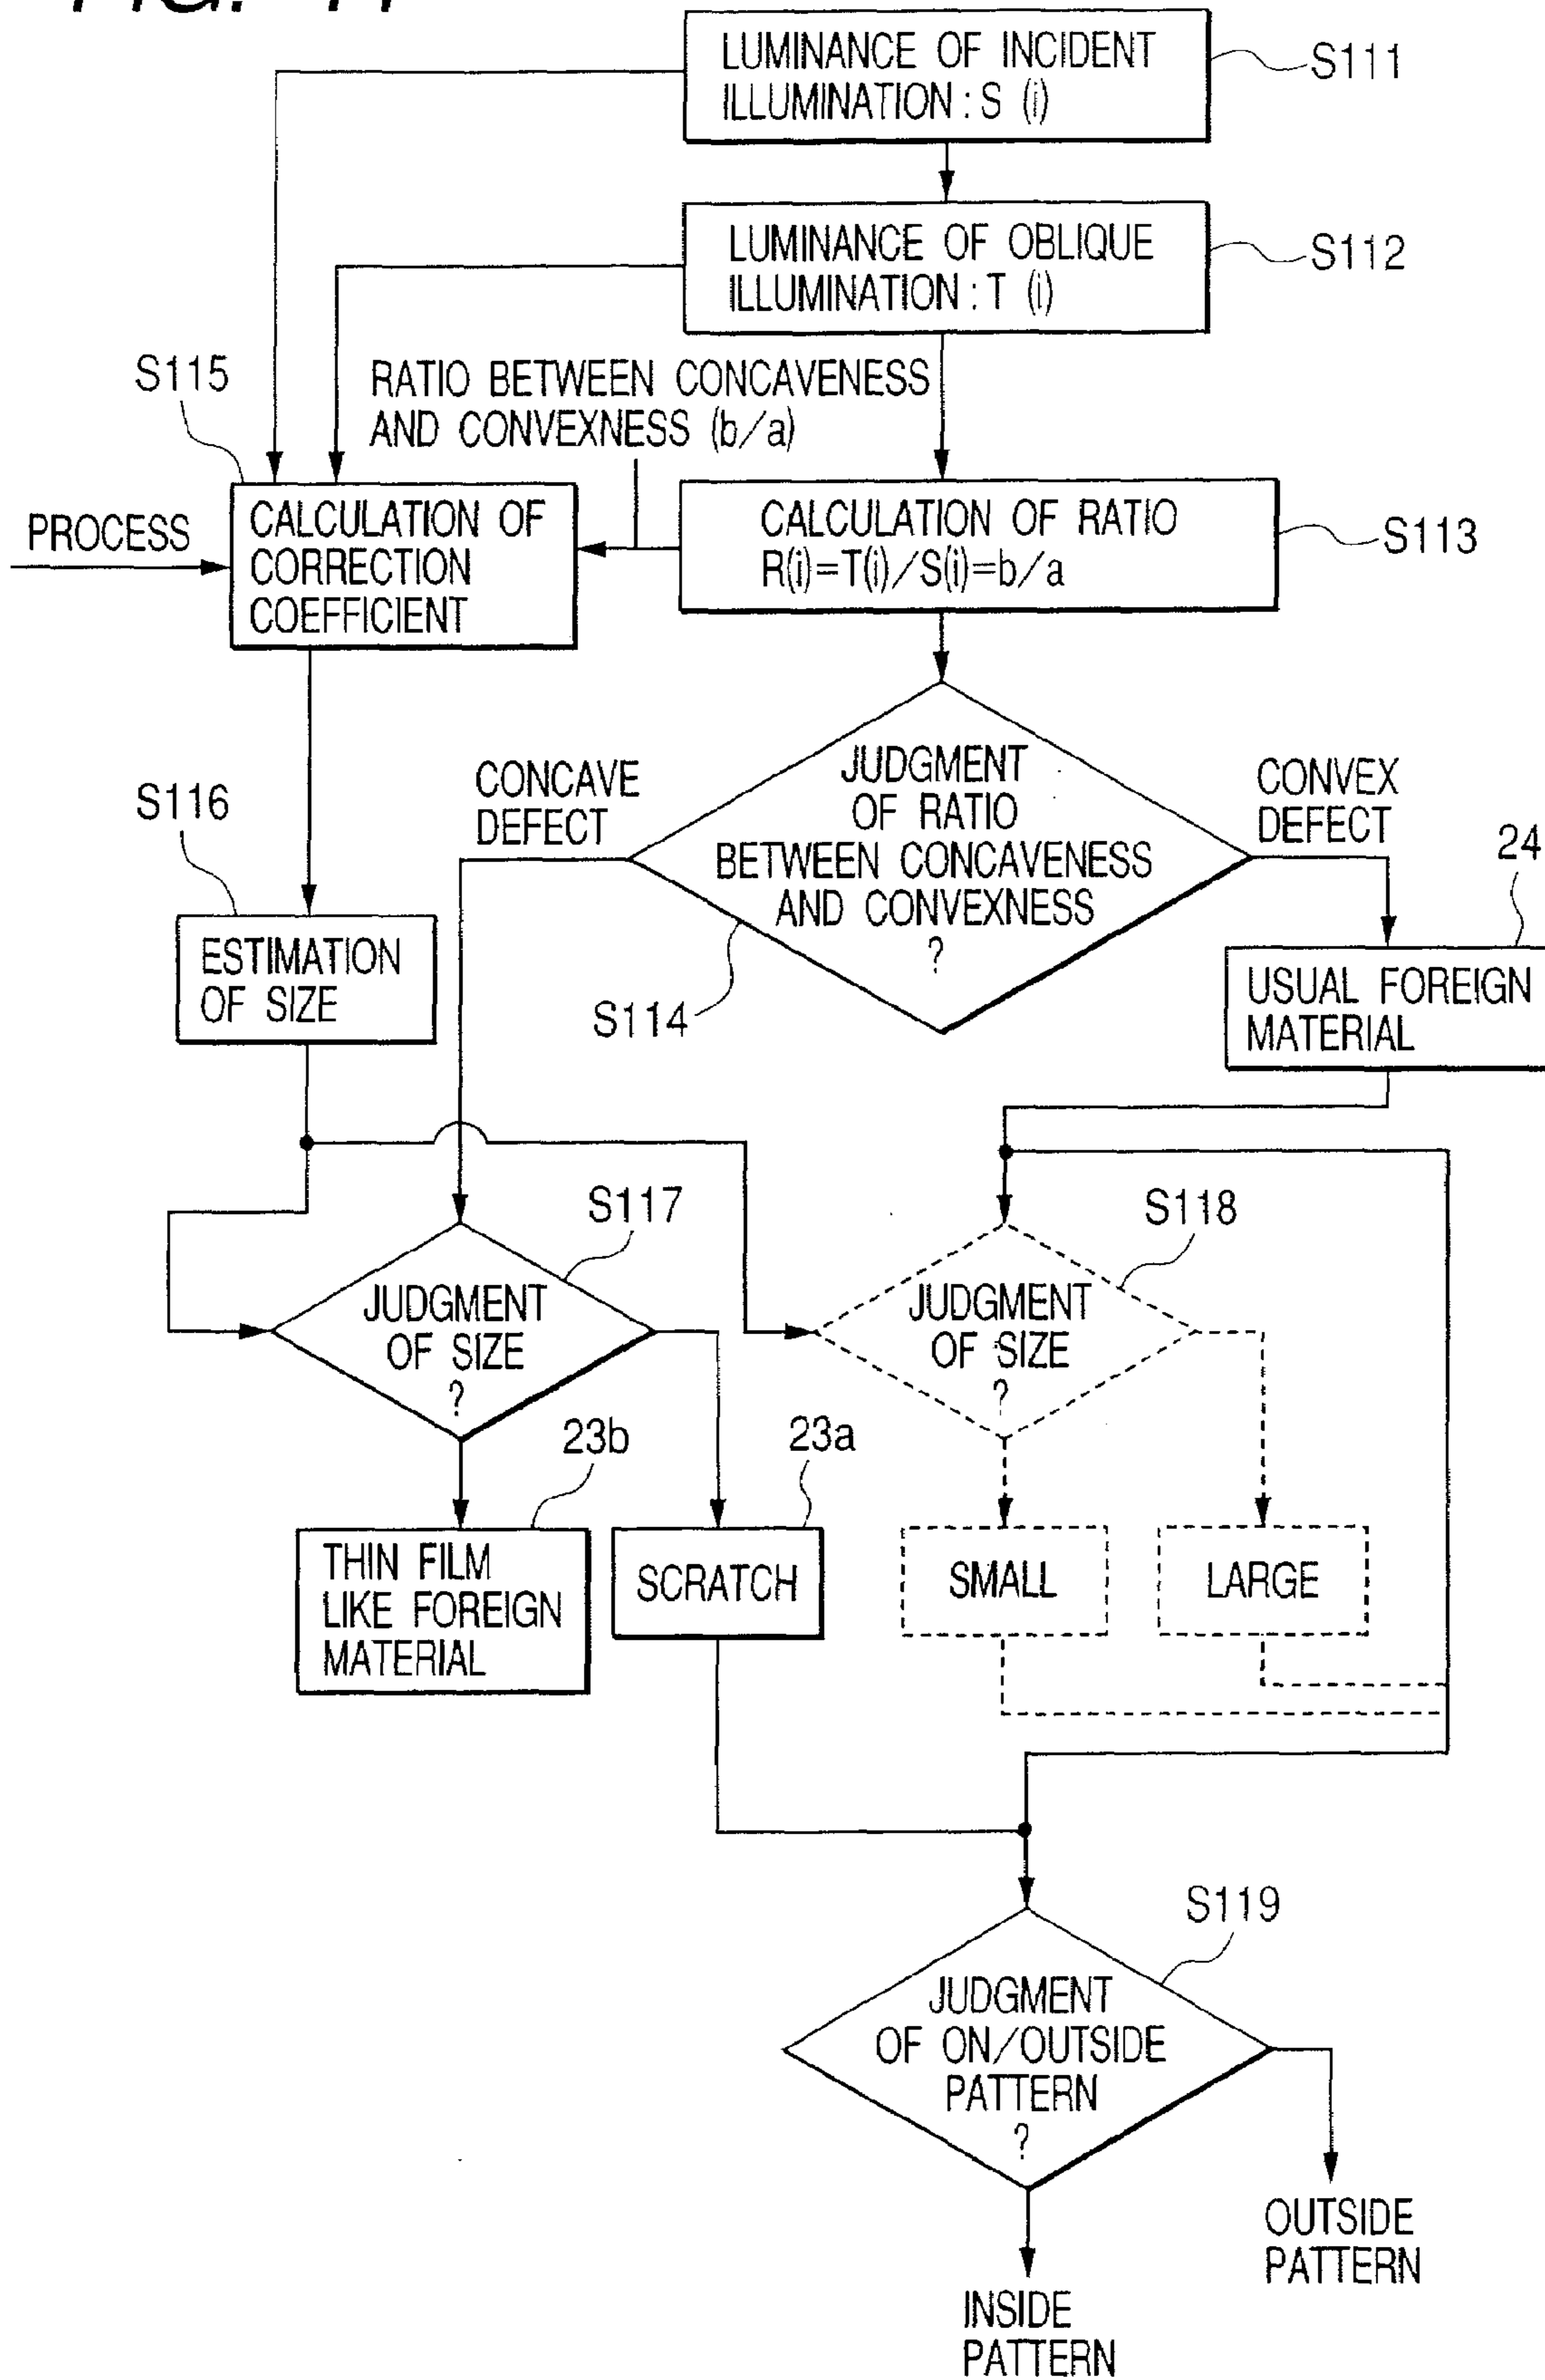 LUMINANCE OF INCIDENT
ILLUMINATION : S (i)
S111
LUMINANCE OF OBLIQUE
ILLUMINATION : T (i)
S112
S115
RATIO BETWEEN CONCAVENESS
AND CONVEXNESS (b/a)
PROCESS
CALCULATION OF
CORRECTION
COEFFICIENT
CALCULATION OF RATIO
R(i)=T(i)/S(i)=b/a
S113
CONCAVE
DEFECT
JUDGMENT
OF RATIO
BETWEEN CONCAVENESS
AND CONVEXNESS
?
CONVEX
DEFECT
S116
24
S114
ESTIMATION
OF SIZE
USUAL FOREIGN
MATERIAL
S117
S118
JUDGMENT
OF SIZE
?
JUDGMENT
OF SIZE
?
23b
23a
THIN FILM
LIKE FOREIGN
MATERIAL
SCRATCH
SMALL
LARGE
S119
JUDGMENT
OF ON/OUTSIDE
PATTERN
?
OUTSIDE
PATTERN
INSIDE
PATTERN